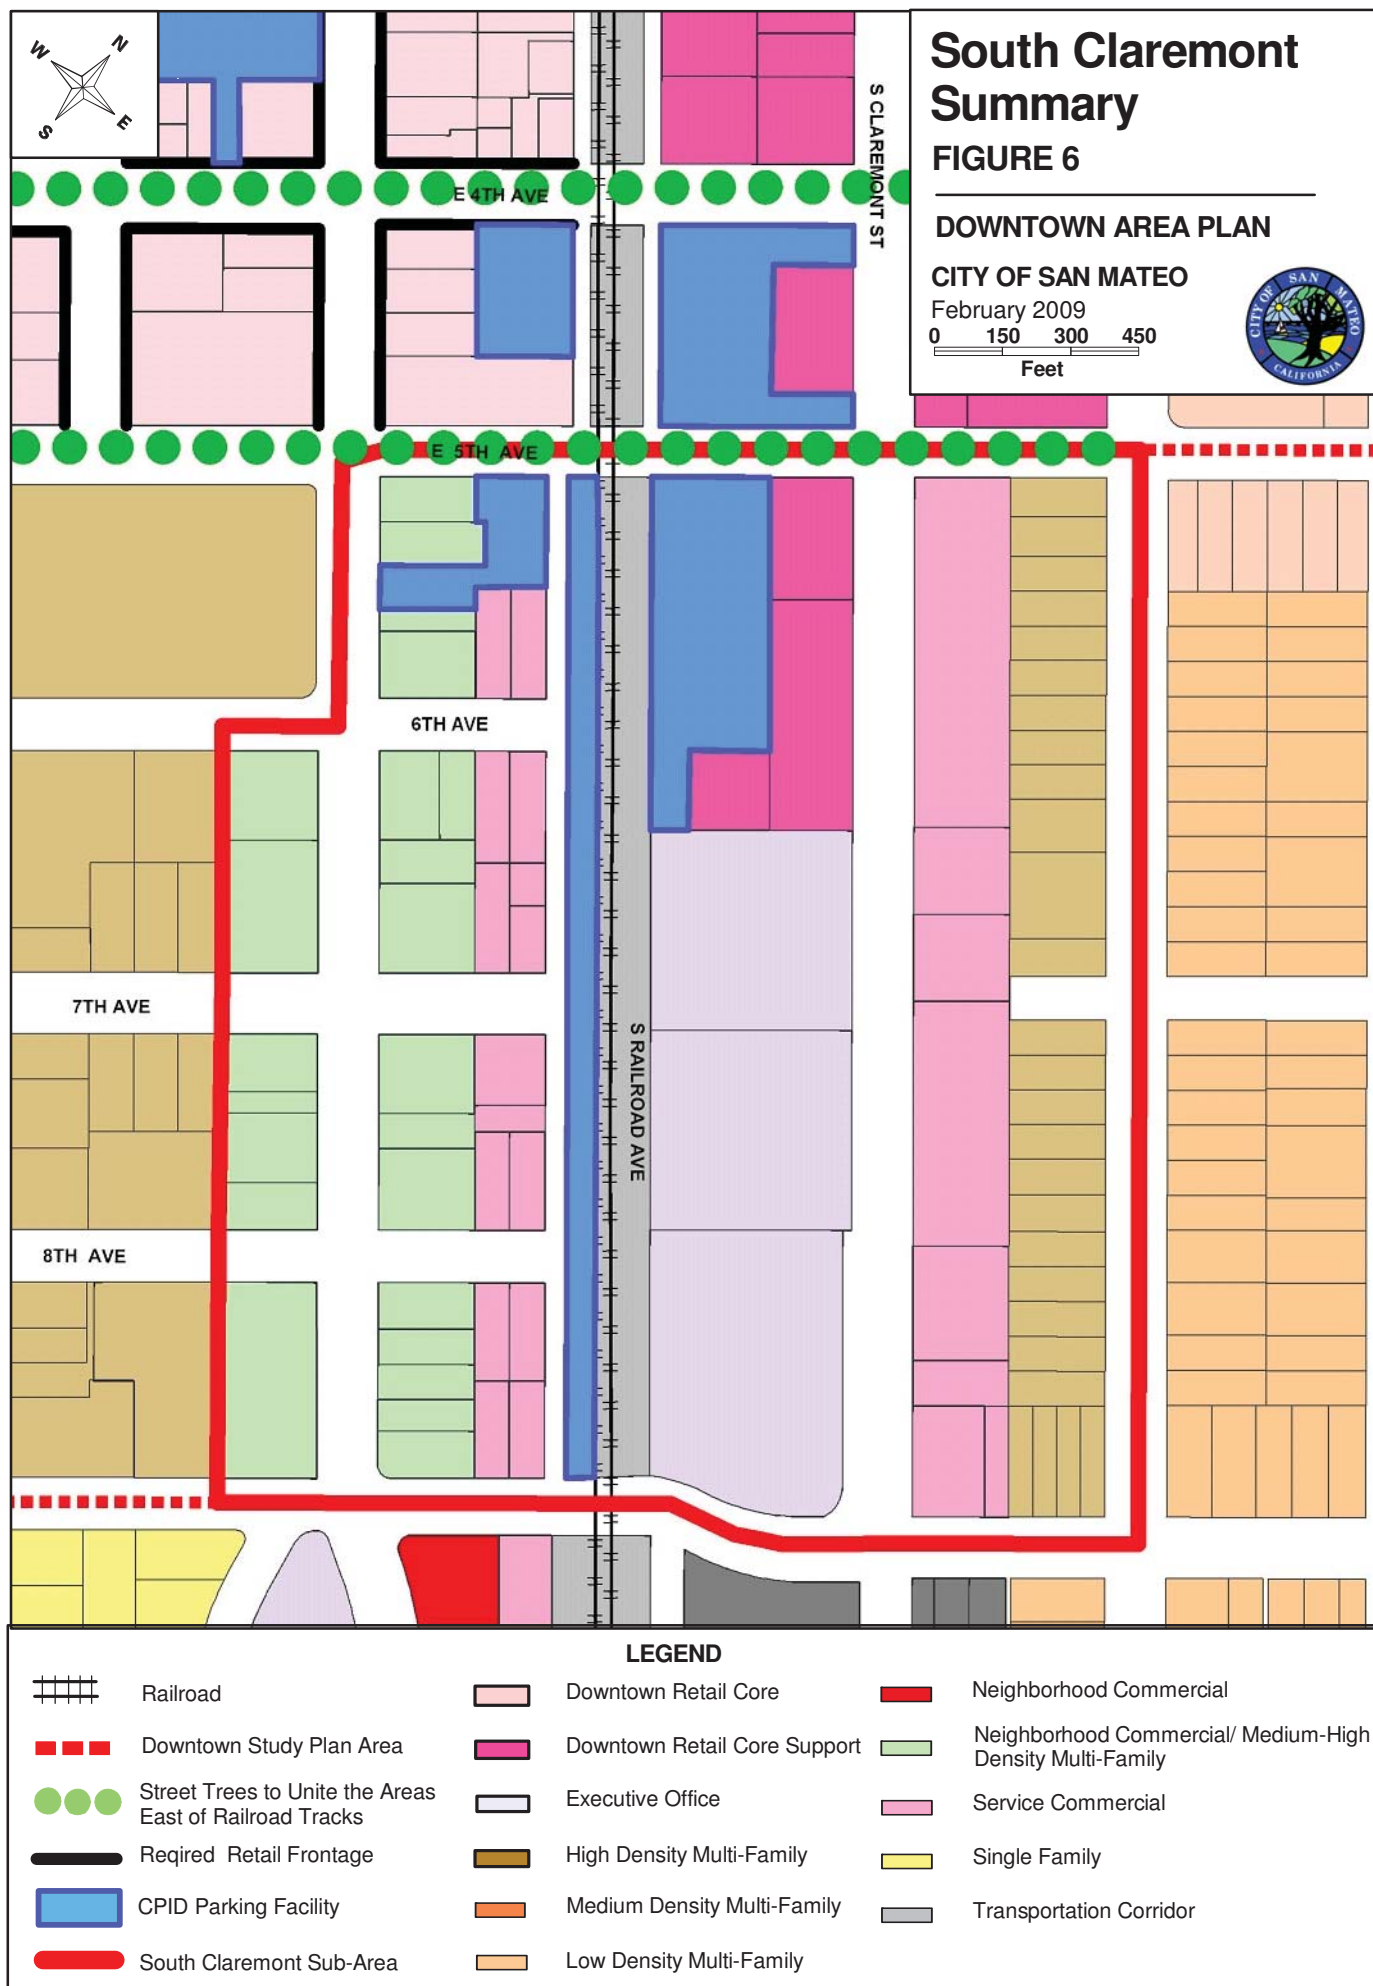 N
W
E
S
South Claremont
Summary
FIGURE 6
DOWNTOWN AREA PLAN
CITY OF SAN MATEO
February 2009
0 150 300 450
Feet
CITY OF SAN MATEO
CALIFORNIA
S CLAREMONT ST
E 4TH AVE
E 5TH AVE
6TH AVE
7TH AVE
S RAILROAD AVE
8TH AVE
LEGEND
Railroad
Downtown Study Plan Area
Street Trees to Unite the Areas
East of Railroad Tracks
Reqired Retail Frontage
CPID Parking Facility
South Claremont Sub-Area
Downtown Retail Core
Downtown Retail Core Support
Executive Office
High Density Multi-Family
Medium Density Multi-Family
Low Density Multi-Family
Neighborhood Commercial
Neighborhood Commercial/ Medium-High
Density Multi-Family
Service Commercial
Single Family
Transportation Corridor